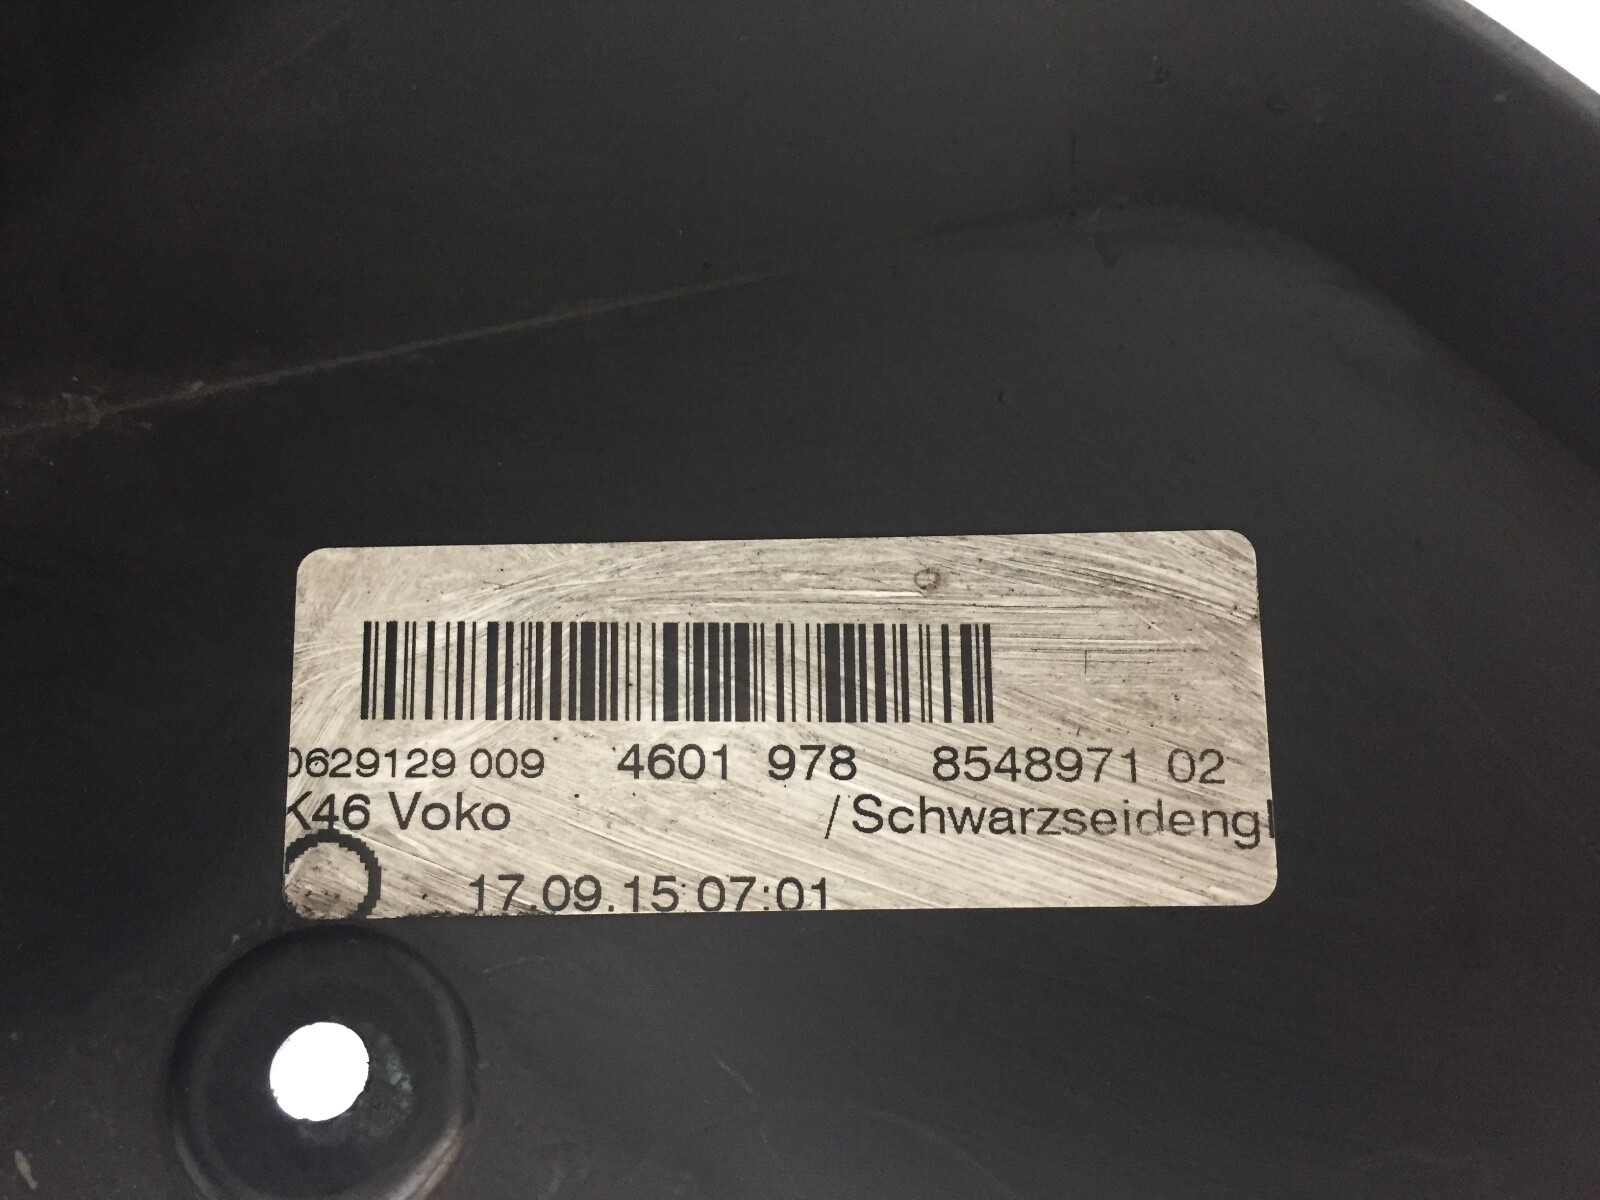 0629129 009 4601 978 8548971 02
K46 Voko / Schwarzseidengl
17.09.15 07:01